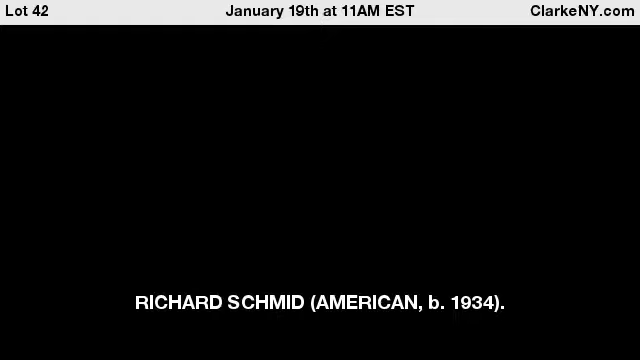 Lot 42 January 19th at 11AM EST ClarkeNY.com
RICHARD SCHMID (AMERICAN, b. 1934).